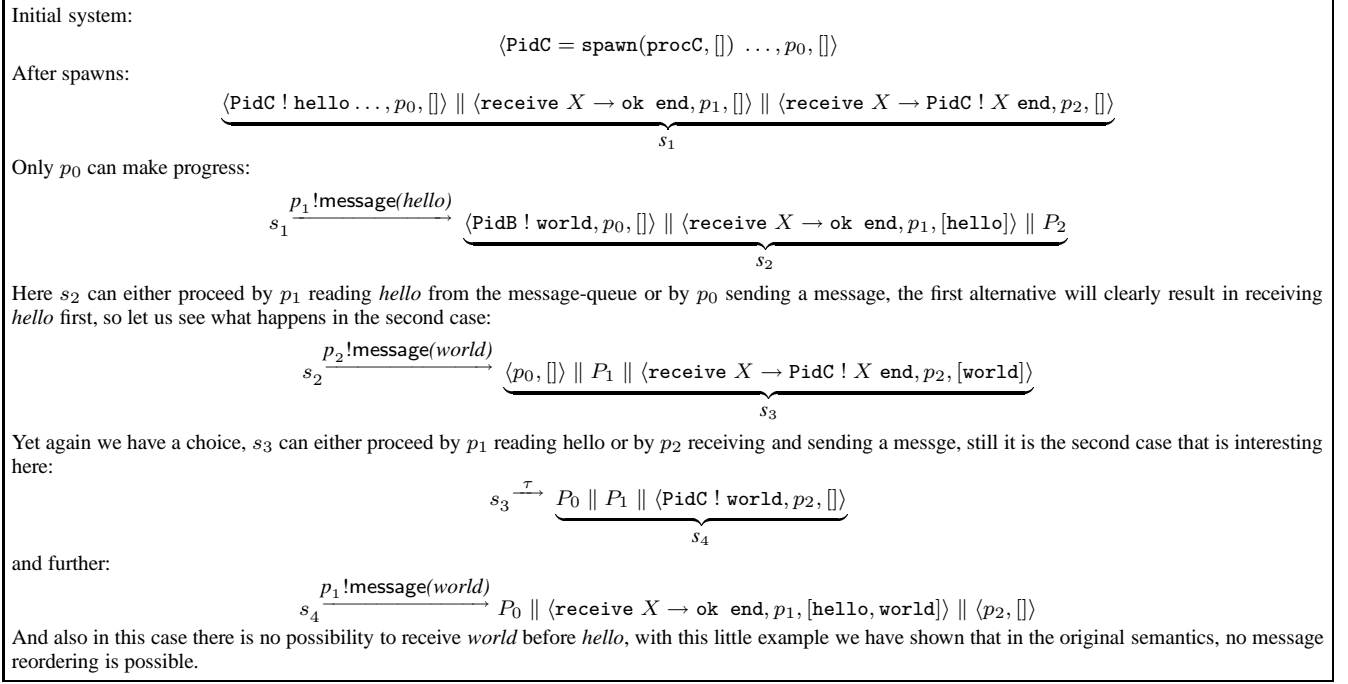 Initial system:
⟨PidC = spawn(procC, []) …, p₀, []⟩
After spawns:
⟨PidC ! hello …, p₀, []⟩ ∥ ⟨receive X → ok end, p₁, []⟩ ∥ ⟨receive X → PidC ! X end, p₂, []⟩
s₁
Only p₀ can make progress:
s₁ —p₁!message(hello)→ ⟨PidB ! world, p₀, []⟩ ∥ ⟨receive X → ok end, p₁, [hello]⟩ ∥ P₂
s₂
Here s₂ can either proceed by p₁ reading hello from the message-queue or by p₀ sending a message, the first alternative will clearly result in receiving
hello first, so let us see what happens in the second case:
s₂ —p₂!message(world)→ ⟨p₀, []⟩ ∥ P₁ ∥ ⟨receive X → PidC ! X end, p₂, [world]⟩
s₃
Yet again we have a choice, s₃ can either proceed by p₁ reading hello or by p₂ receiving and sending a messge, still it is the second case that is interesting
here:
s₃ —τ→ P₀ ∥ P₁ ∥ ⟨PidC ! world, p₂, []⟩
s₄
and further:
s₄ —p₁!message(world)→ P₀ ∥ ⟨receive X → ok end, p₁, [hello, world]⟩ ∥ ⟨p₂, []⟩
And also in this case there is no possibility to receive world before hello, with this little example we have shown that in the original semantics, no message
reordering is possible.